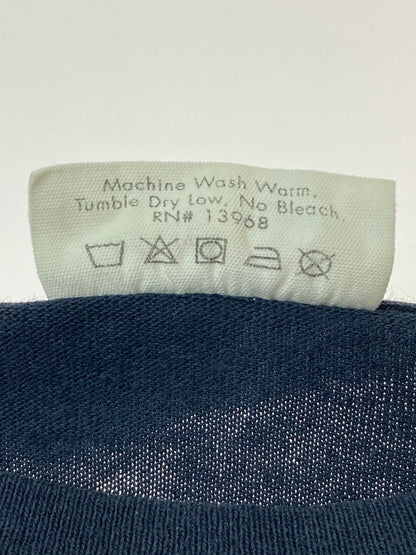 Machine Wash Warm,
Tumble Dry Low, No Bleach.
RN# 13968